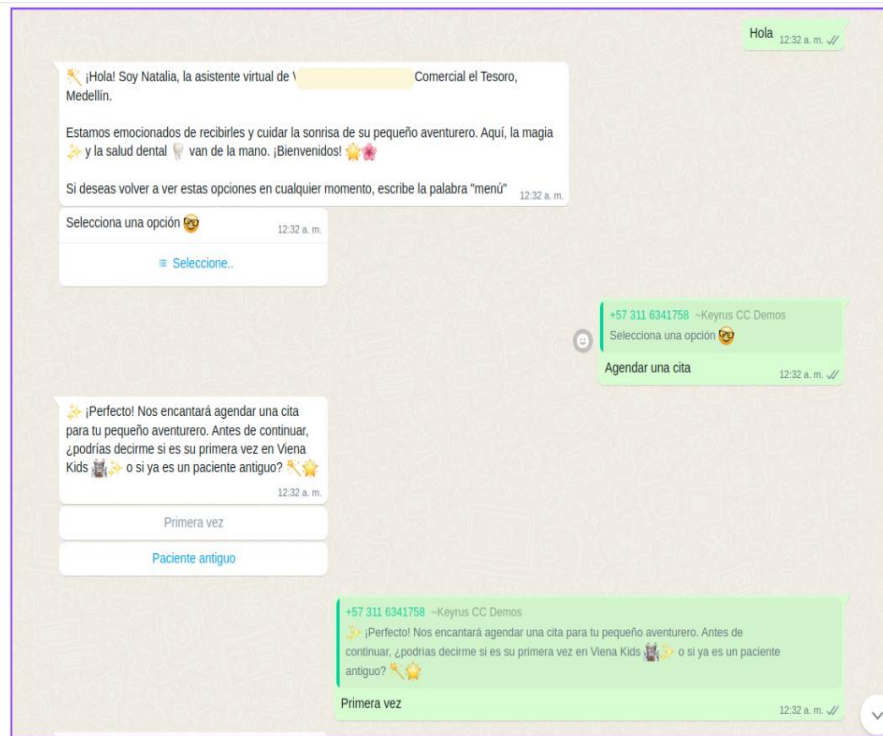 Hola 12:32 a. m.
🪄 ¡Hola! Soy Natalia, la asistente virtual de Comercial el Tesoro,
Medellín.
Estamos emocionados de recibirles y cuidar la sonrisa de su pequeño aventurero. Aquí, la magia
✨ y la salud dental 🦷 van de la mano. ¡Bienvenidos! 🌟🌸
Si deseas volver a ver estas opciones en cualquier momento, escribe la palabra "menú" 12:32 a. m.
Selecciona una opción 🤓
12:32 a. m.
Seleccione..
+57 311 6341758 ~Keyrus CC Demos
Selecciona una opción 🤓
Agendar una cita
12:32 a. m.
✨ ¡Perfecto! Nos encantará agendar una cita
para tu pequeño aventurero. Antes de continuar,
¿podrías decirme si es su primera vez en Viena
Kids 🏰✨ o si ya es un paciente antiguo? 🪄🌟
12:32 a. m.
Primera vez
Paciente antiguo
+57 311 6341758 ~Keyrus CC Demos
✨ ¡Perfecto! Nos encantará agendar una cita para tu pequeño aventurero. Antes de
continuar, ¿podrías decirme si es su primera vez en Viena Kids 🏰✨ o si ya es un paciente
antiguo? 🪄🌟
Primera vez
12:32 a. m.